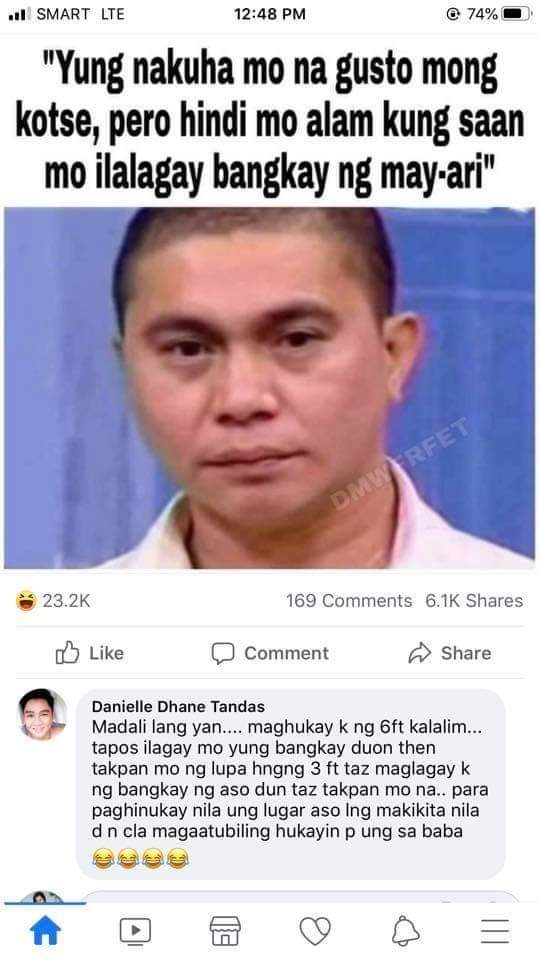 SMART LTE
12:48 PM
74%
"Yung nakuha mo na gusto mong
kotse, pero hindi mo alam kung saan
mo ilalagay bangkay ng may-ari"
DMWERFET
23.2K
169 Comments 6.1K Shares
Like
Comment
Share
Danielle Dhane Tandas
Madali lang yan.... maghukay k ng 6ft kalalim...
tapos ilagay mo yung bangkay duon then
takpan mo ng lupa hngng 3 ft taz maglagay k
ng bangkay ng aso dun taz takpan mo na.. para
paghinukay nila ung lugar aso lng makikita nila
d n cla magaatubiling hukayin p ung sa baba